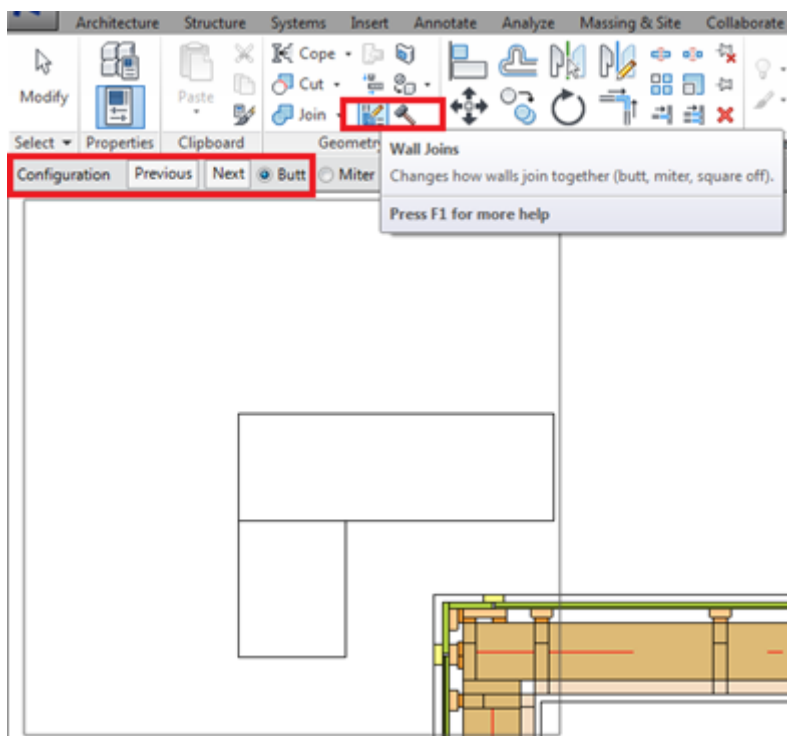 Architecture Structure Systems Insert Annotate Analyze Massing & Site Collaborate
Modify
Paste
Cope
Cut
Join
Select Properties Clipboard Geometry
Wall Joins
Changes how walls join together (butt, miter, square off).
Press F1 for more help
Configuration Previous Next Butt Miter